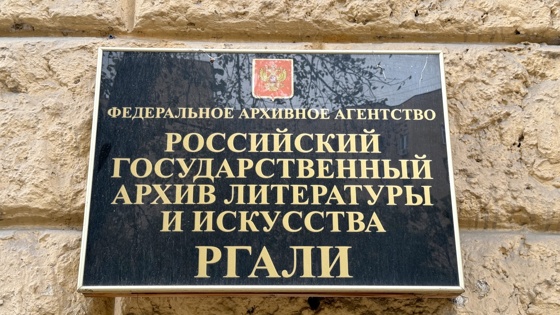 ФЕДЕРАЛЬНОЕ АРХИВНОЕ АГЕНТСТВО
РОССИЙСКИЙ
ГОСУДАРСТВЕННЫЙ
АРХИВ ЛИТЕРАТУРЫ
И ИСКУССТВА
РГАЛИ